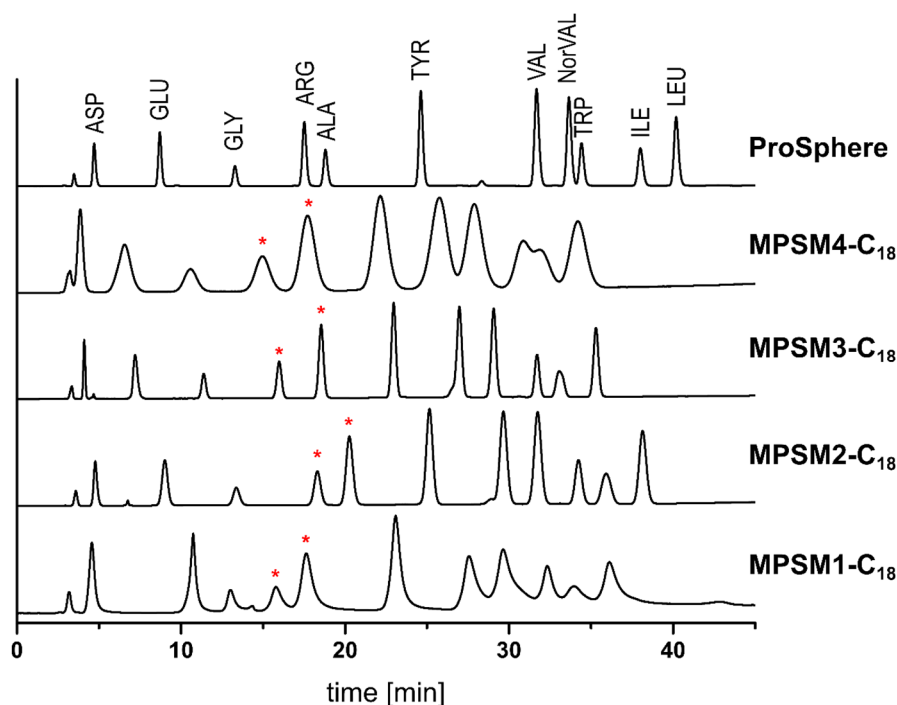 ASP
GLU
GLY
ARG
ALA
TYR
VAL
NorVAL
TRP
ILE
LEU
ProSphere
* *
MPSM4-C₁₈
* *
MPSM3-C₁₈
* *
MPSM2-C₁₈
* *
MPSM1-C₁₈
0 10 20 30 40
time [min]